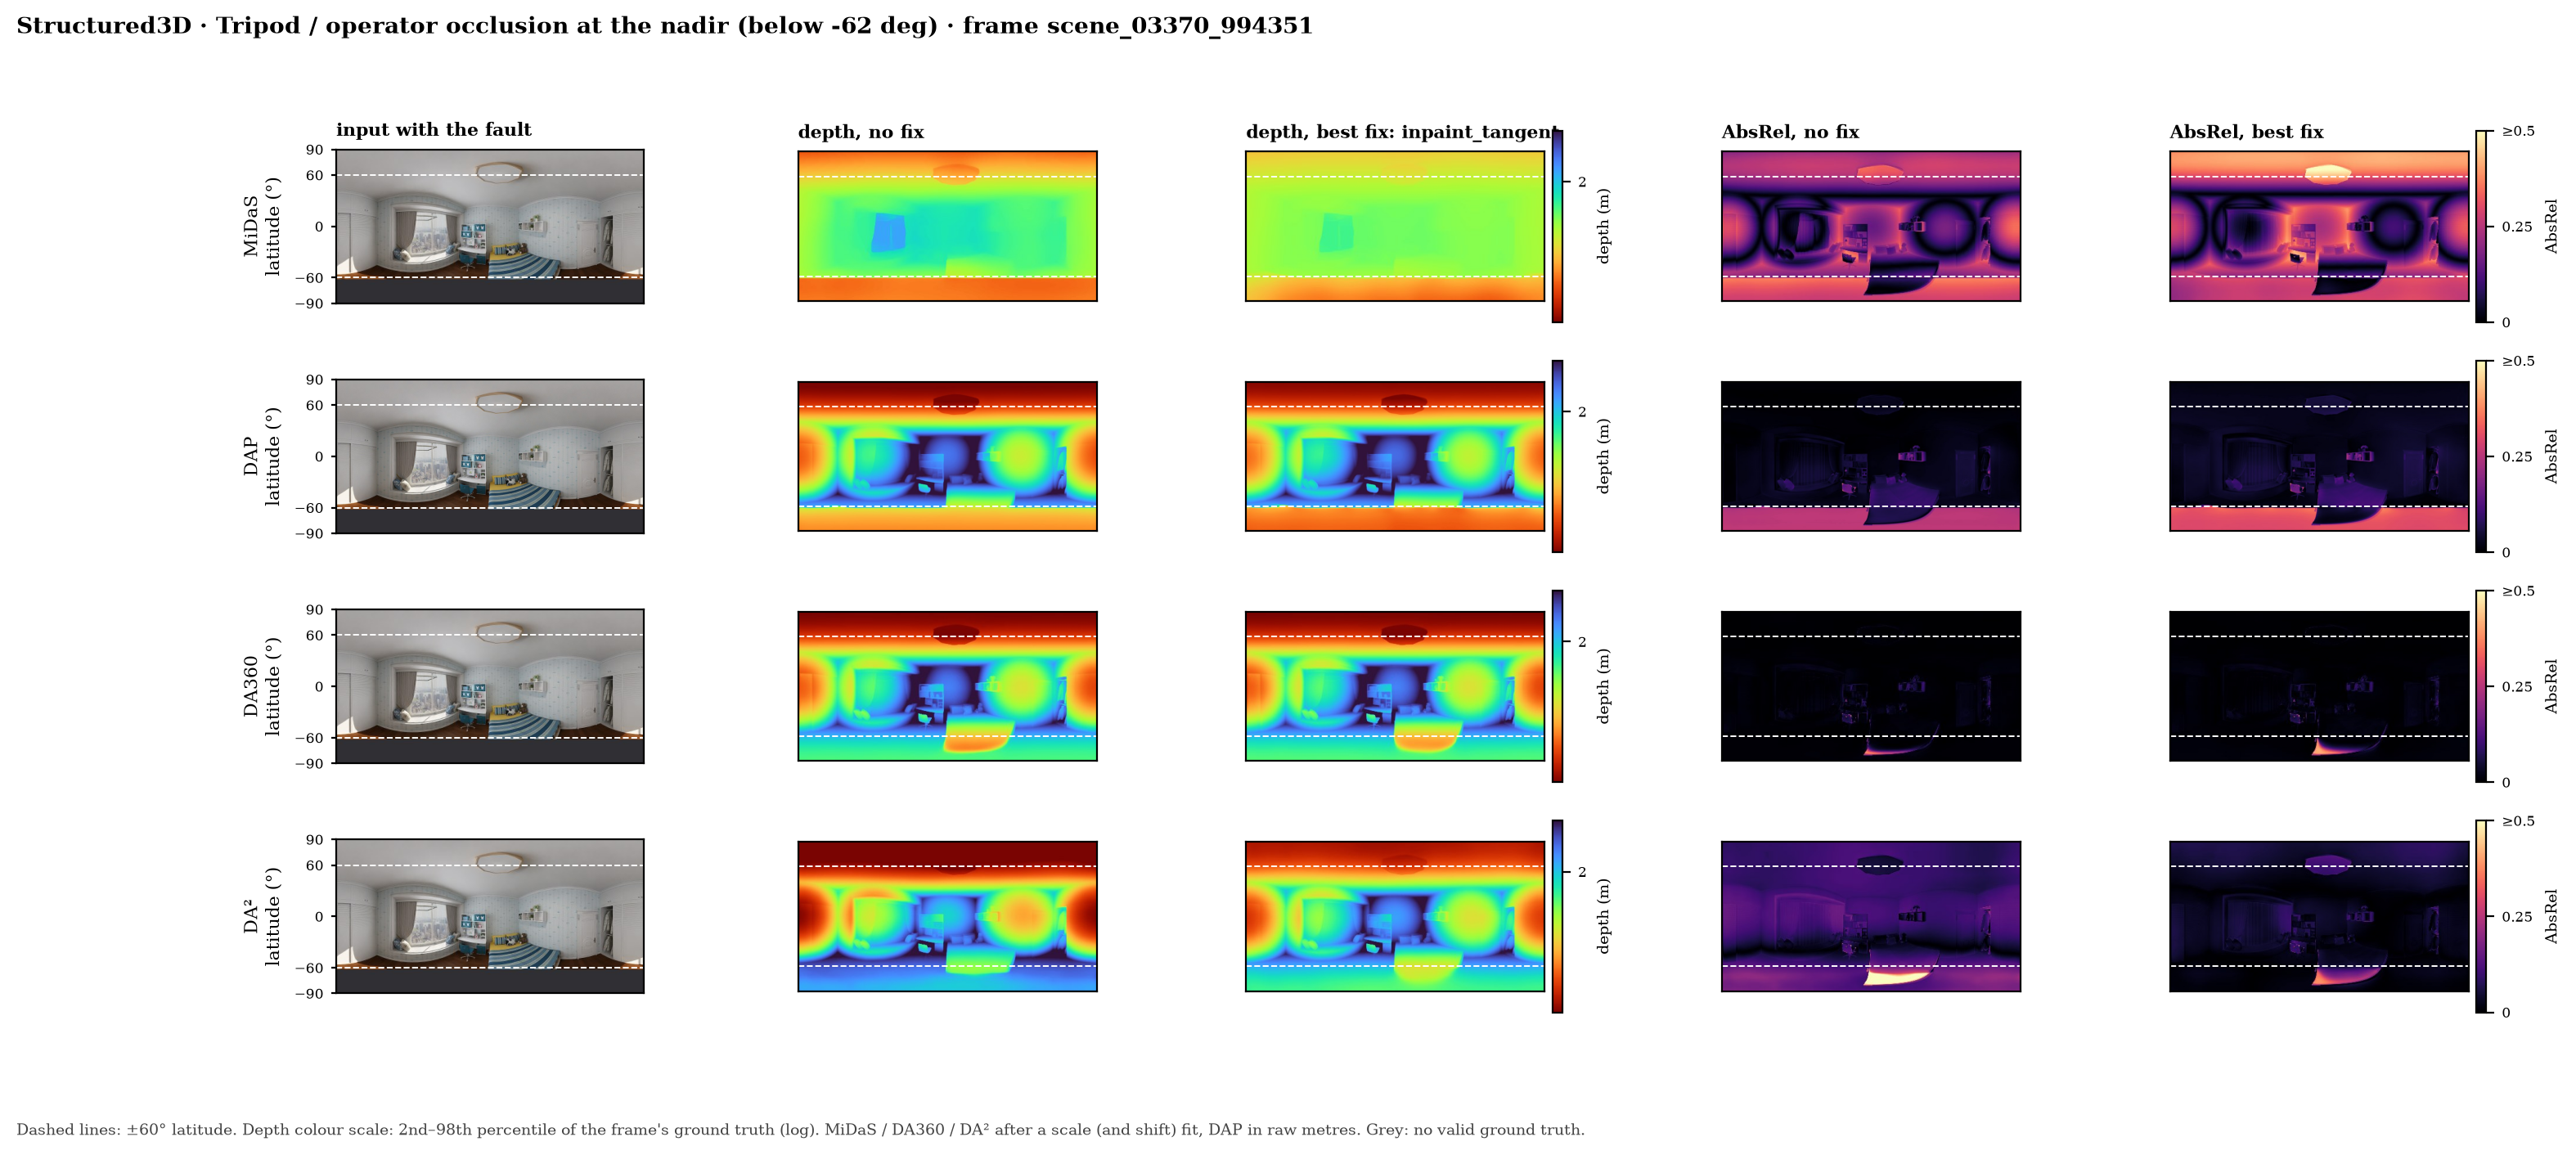 Structured3D · Tripod / operator occlusion at the nadir (below -62 deg) · frame scene_03370_994351
input with the fault
depth, no fix
depth, best fix: inpaint_tangent
AbsRel, no fix
AbsRel, best fix
MiDaS
latitude (°)
90
60
0
−60
−90
2
depth (m)
≥0.5
0.25
0
AbsRel
DAP
latitude (°)
90
60
0
−60
−90
2
depth (m)
≥0.5
0.25
0
AbsRel
DA360
latitude (°)
90
60
0
−60
−90
2
depth (m)
≥0.5
0.25
0
AbsRel
DA²
latitude (°)
90
60
0
−60
−90
2
depth (m)
≥0.5
0.25
0
AbsRel
Dashed lines: ±60° latitude. Depth colour scale: 2nd–98th percentile of the frame's ground truth (log). MiDaS / DA360 / DA² after a scale (and shift) fit, DAP in raw metres. Grey: no valid ground truth.